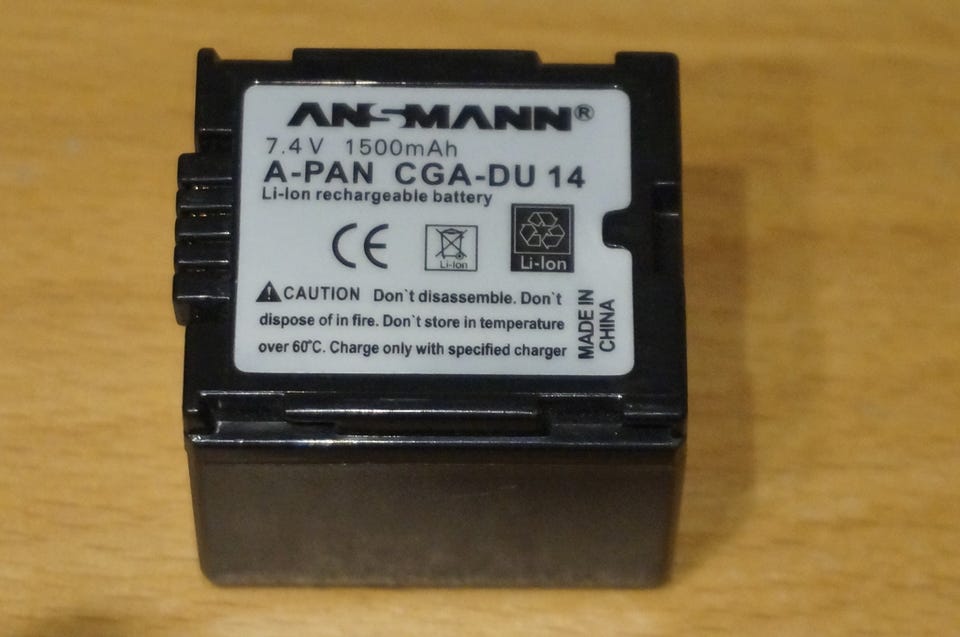 ANSMANN®
7.4V 1500mAh
A-PAN CGA-DU 14
Li-Ion rechargeable battery
CE
Li-Ion
Li-Ion
CAUTION Don`t disassemble. Don`t
dispose of in fire. Don`t store in temperature
over 60°C. Charge only with specified charger
MADE IN
CHINA